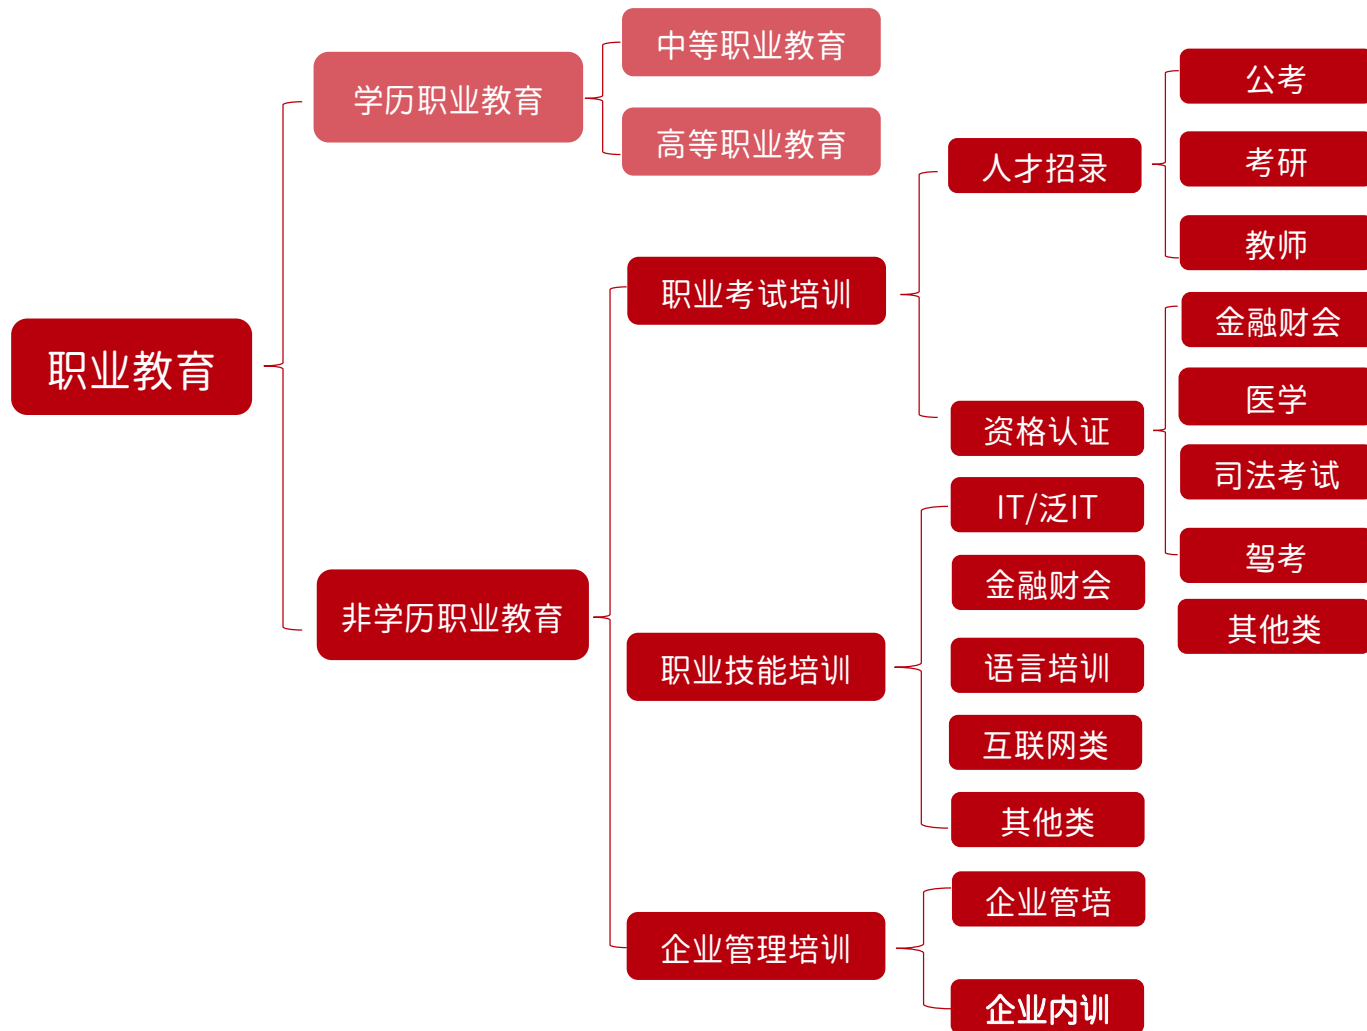 职业教育
学历职业教育
中等职业教育
高等职业教育
非学历职业教育
职业考试培训
人才招录
公考
考研
教师
资格认证
金融财会
医学
司法考试
驾考
其他类
职业技能培训
IT/泛IT
金融财会
语言培训
互联网类
其他类
企业管理培训
企业管培
企业内训